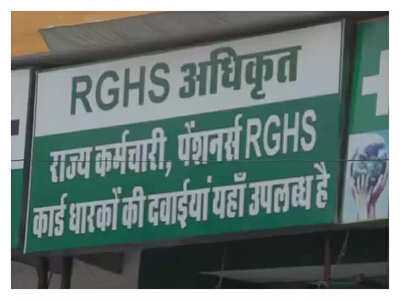 RGHS अधिकृत
राज्य कर्मचारी, पेंशनर्स RGHS
कार्ड धारकों की दवाईयां यहाँ उपलब्ध है